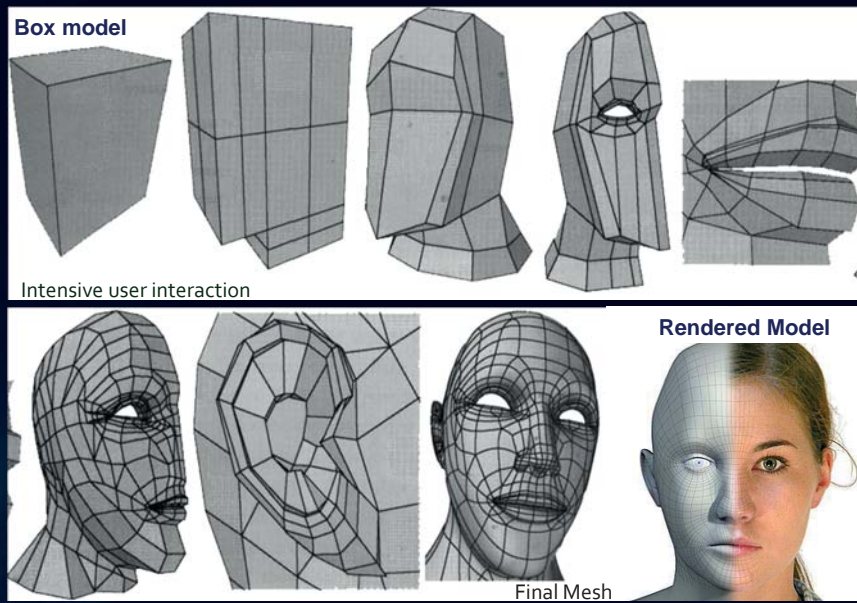 Box model
Intensive user interaction
Rendered Model
Final Mesh